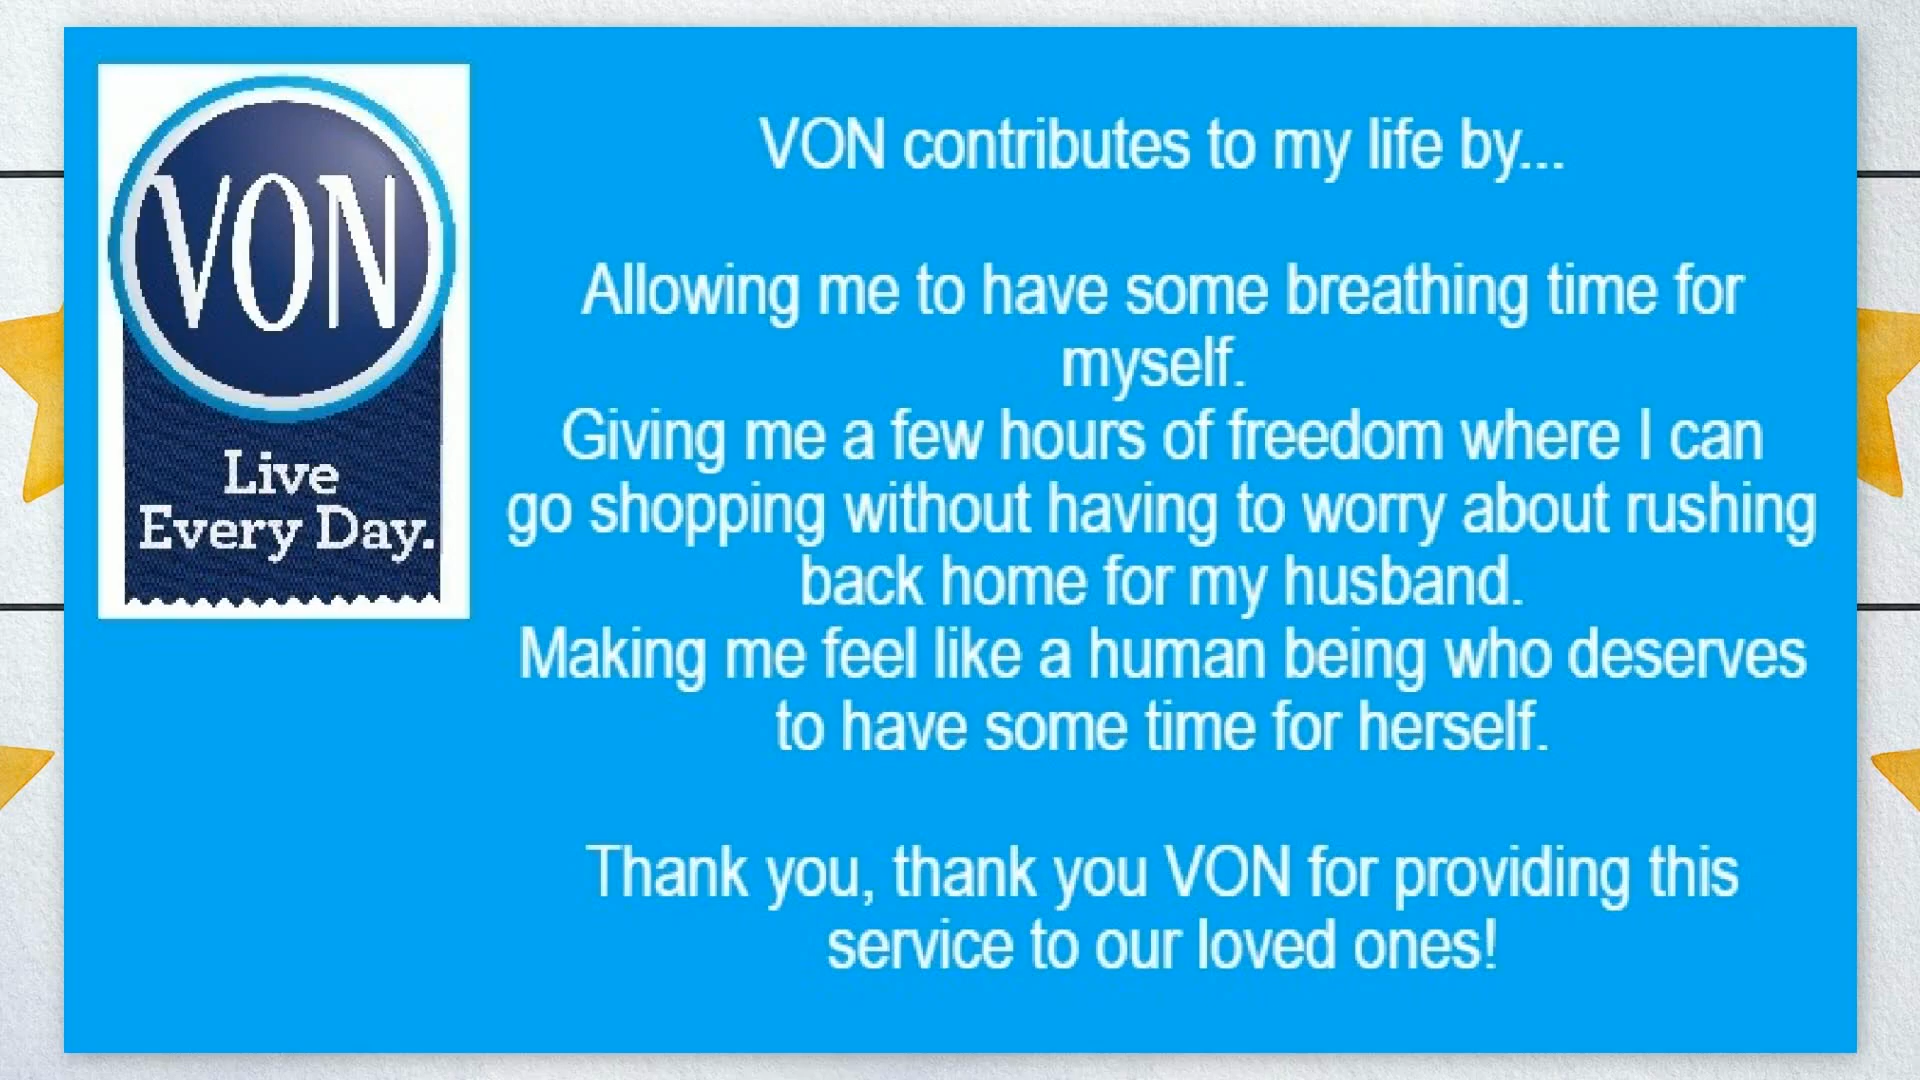 VON
Live
Every Day.
VON contributes to my life by...
Allowing me to have some breathing time for
myself.
Giving me a few hours of freedom where I can
go shopping without having to worry about rushing
back home for my husband.
Making me feel like a human being who deserves
to have some time for herself.
Thank you, thank you VON for providing this
service to our loved ones!